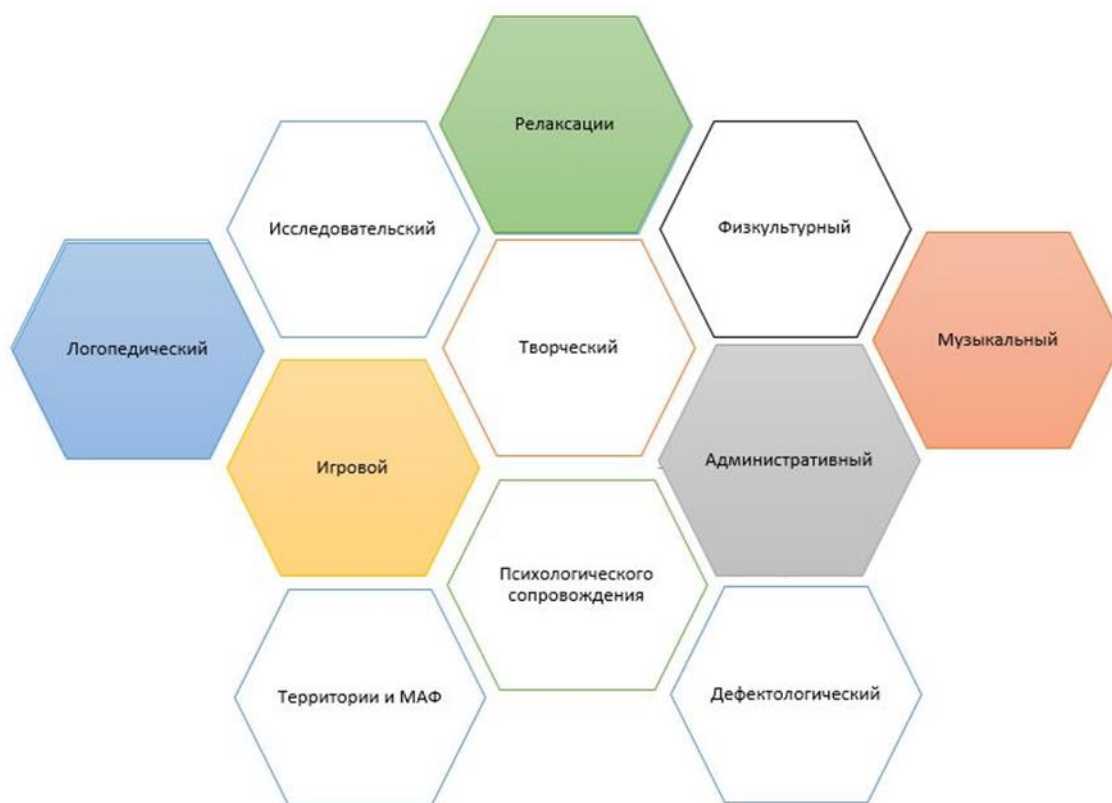 Релаксации
Исследовательский
Физкультурный
Логопедический
Творческий
Музыкальный
Игровой
Административный
Психологического
сопровождения
Территории и МАФ
Дефектологический